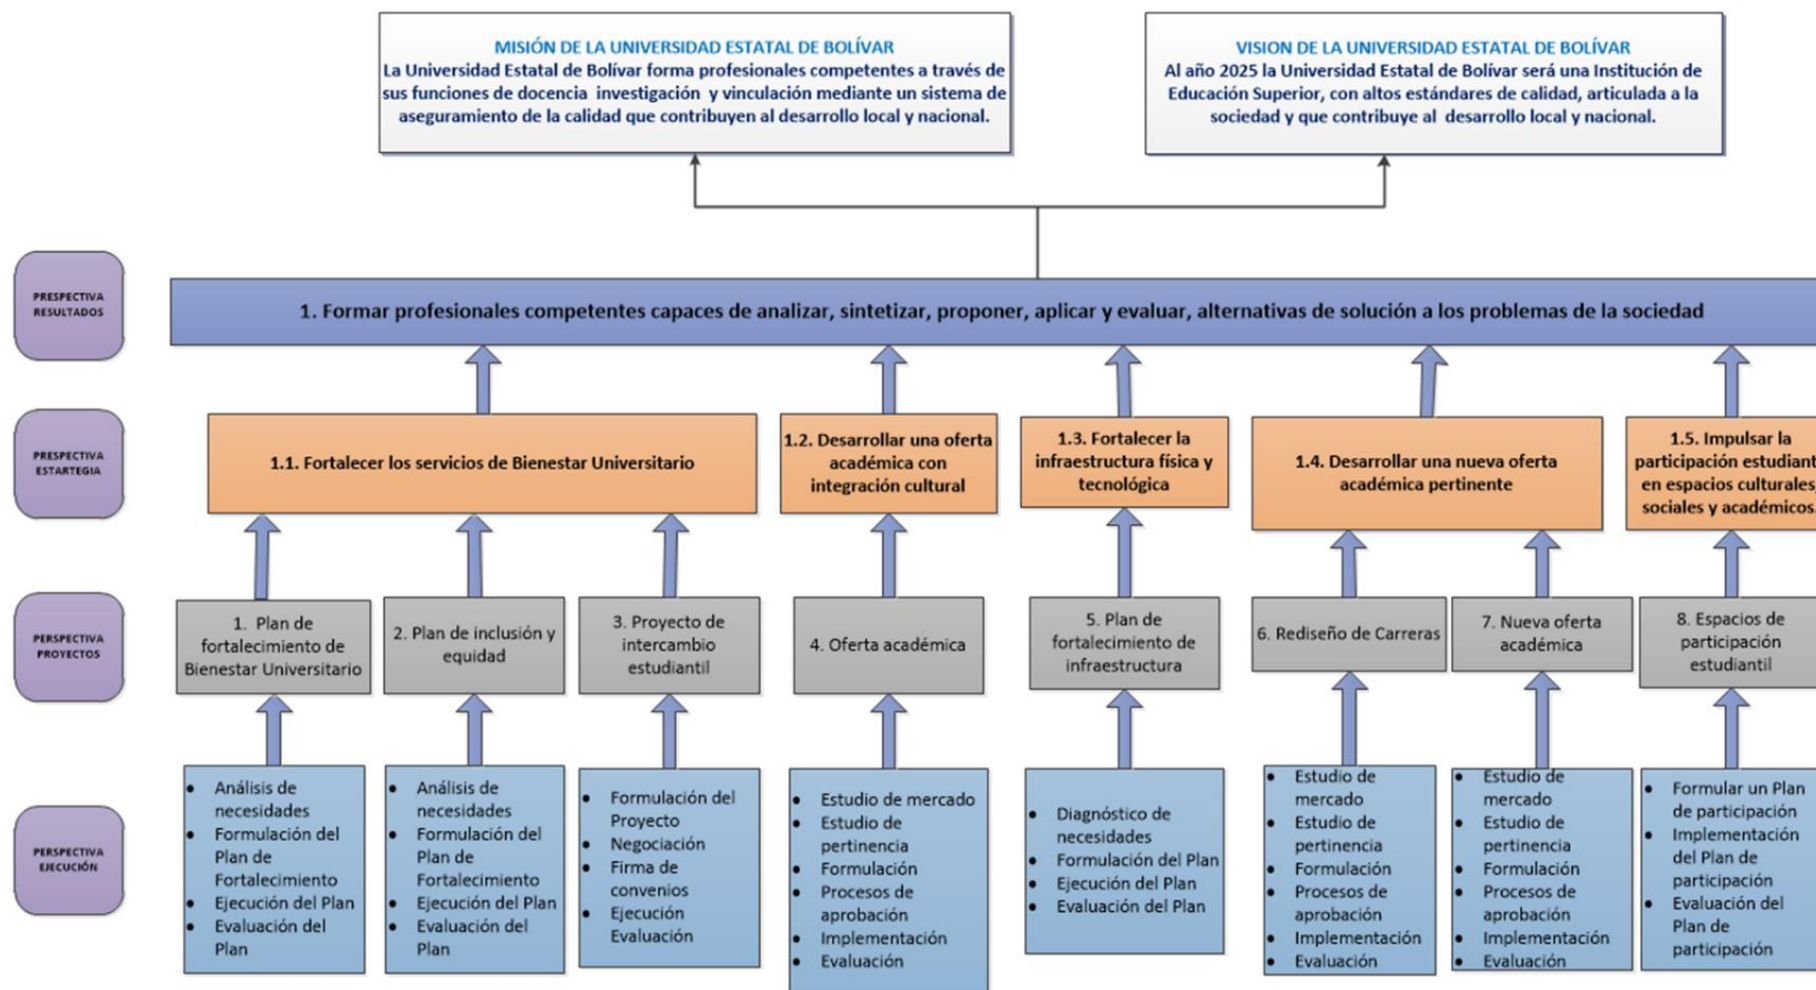 MISIÓN DE LA UNIVERSIDAD ESTATAL DE BOLÍVAR
La Universidad Estatal de Bolívar forma profesionales competentes a través de
sus funciones de docencia investigación y vinculación mediante un sistema de
aseguramiento de la calidad que contribuyen al desarrollo local y nacional.
VISION DE LA UNIVERSIDAD ESTATAL DE BOLÍVAR
Al año 2025 la Universidad Estatal de Bolívar será una Institución de
Educación Superior, con altos estándares de calidad, articulada a la
sociedad y que contribuye al desarrollo local y nacional.
PRESPECTIVA
RESULTADOS
1. Formar profesionales competentes capaces de analizar, sintetizar, proponer, aplicar y evaluar, alternativas de solución a los problemas de la sociedad
PRESPECTIVA
ESTARTEGIA
1.1. Fortalecer los servicios de Bienestar Universitario
1.2. Desarrollar una oferta
académica con
integración cultural
1.3. Fortalecer la
infraestructura física y
tecnológica
1.4. Desarrollar una nueva oferta
académica pertinente
1.5. Impulsar la
participación estudiant
en espacios culturales,
sociales y académicos.
PERSPECTIVA
PROYECTOS
1. Plan de
fortalecimiento de
Bienestar Universitario
2. Plan de inclusión y
equidad
3. Proyecto de
intercambio
estudiantil
4. Oferta académica
5. Plan de
fortalecimiento de
infraestructura
6. Rediseño de Carreras
7. Nueva oferta
académica
8. Espacios de
participación
estudiantil
PERSPECTIVA
EJECUCIÓN
• Análisis de
necesidades
• Formulación del
Plan de
Fortalecimiento
• Ejecución del Plan
• Evaluación del
Plan
• Análisis de
necesidades
• Formulación del
Plan de
Fortalecimiento
• Ejecución del Plan
• Evaluación del
Plan
• Formulación del
Proyecto
• Negociación
• Firma de
convenios
• Ejecución
Evaluación
• Estudio de mercado
• Estudio de
pertinencia
• Formulación
• Procesos de
aprobación
• Implementación
• Evaluación
• Diagnóstico de
necesidades
• Formulación del Plan
• Ejecución del Plan
• Evaluación del Plan
• Estudio de
mercado
• Estudio de
pertinencia
• Formulación
• Procesos de
aprobación
• Implementación
• Evaluación
• Estudio de
mercado
• Estudio de
pertinencia
• Formulación
• Procesos de
aprobación
• Implementación
• Evaluación
• Formular un Plan
de participación
• Implementación
del Plan de
participación
• Evaluación del
Plan de
participación